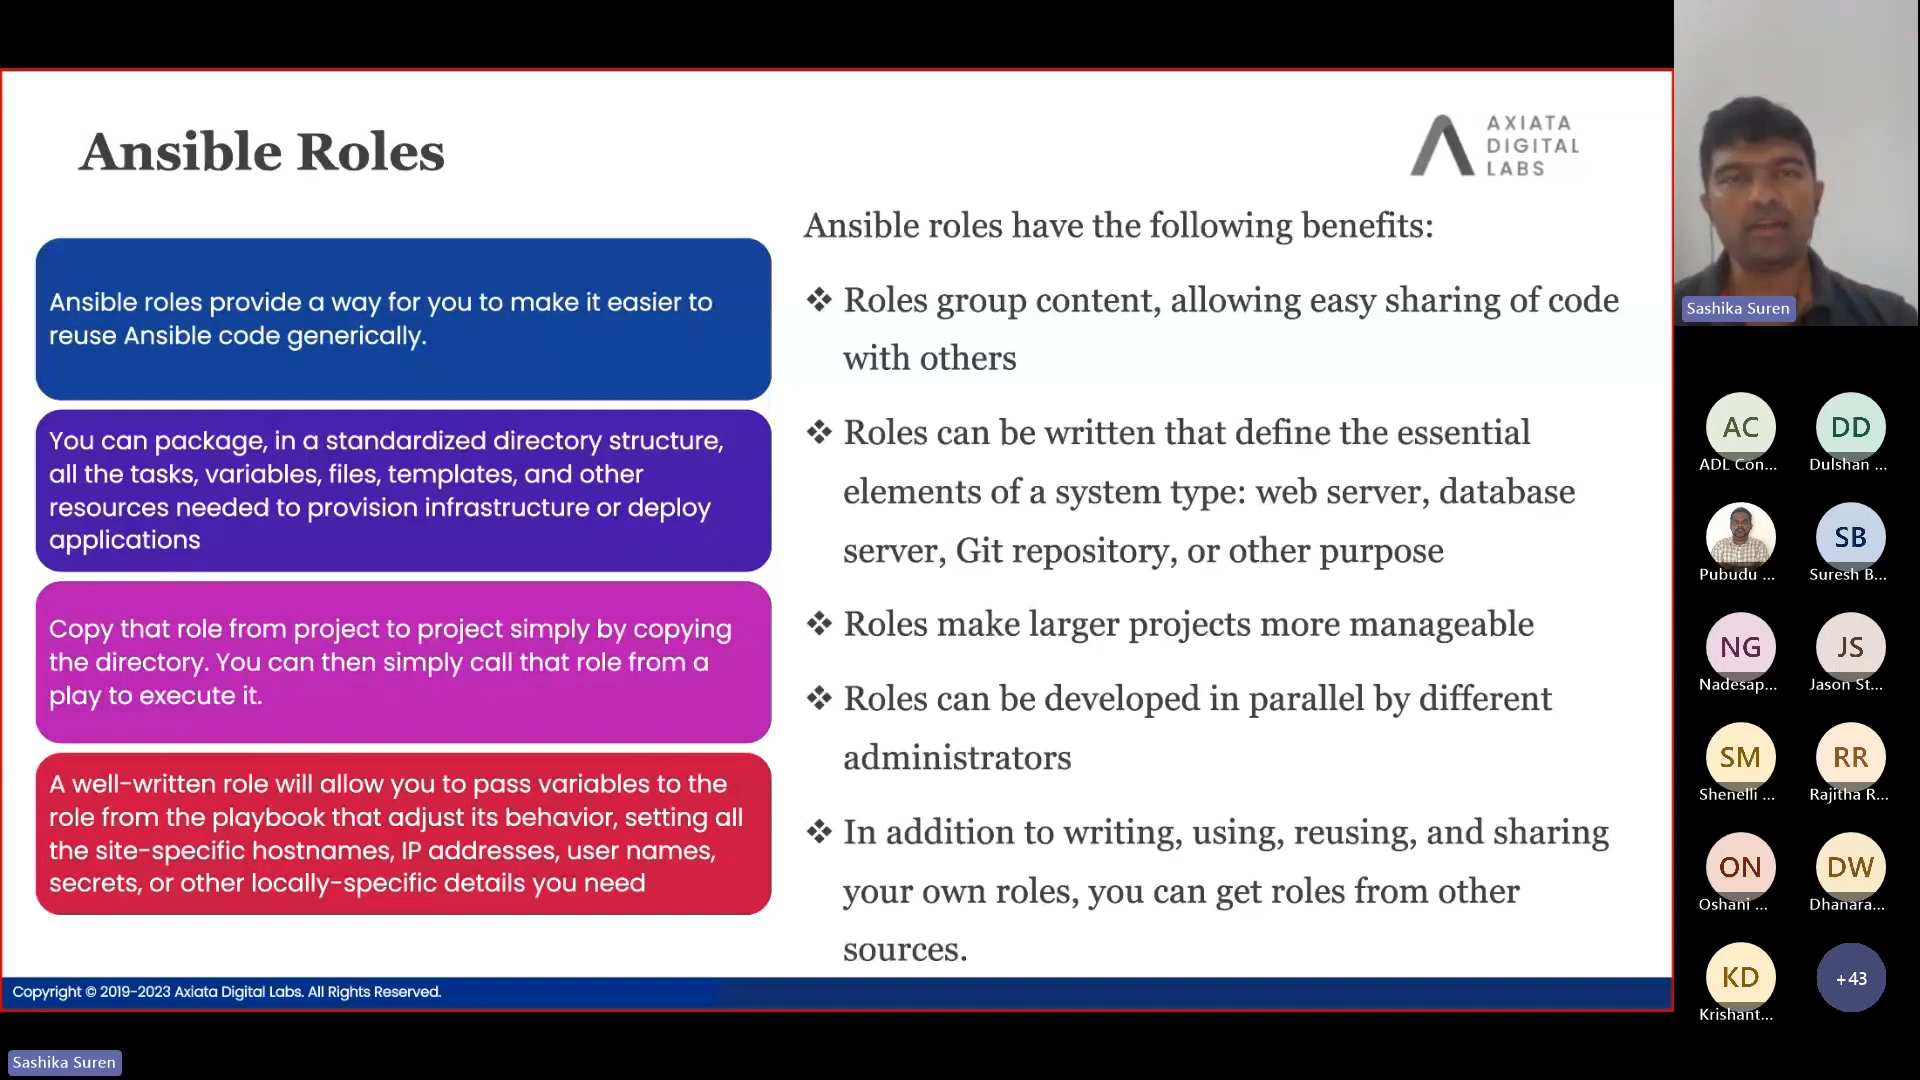 Ansible Roles
AXIATA
DIGITAL
LABS
Ansible roles provide a way for you to make it easier to
reuse Ansible code generically.
You can package, in a standardized directory structure,
all the tasks, variables, files, templates, and other
resources needed to provision infrastructure or deploy
applications
Copy that role from project to project simply by copying
the directory. You can then simply call that role from a
play to execute it.
A well-written role will allow you to pass variables to the
role from the playbook that adjust its behavior, setting all
the site-specific hostnames, IP addresses, user names,
secrets, or other locally-specific details you need
Ansible roles have the following benefits:
❖ Roles group content, allowing easy sharing of code
with others
❖ Roles can be written that define the essential
elements of a system type: web server, database
server, Git repository, or other purpose
❖ Roles make larger projects more manageable
❖ Roles can be developed in parallel by different
administrators
❖ In addition to writing, using, reusing, and sharing
your own roles, you can get roles from other
sources.
Copyright © 2019-2023 Axiata Digital Labs. All Rights Reserved.
Sashika Suren
Sashika Suren
AC
ADL Con...
DD
Dulshan ...
Pubudu ...
SB
Suresh B...
NG
Nadesap...
JS
Jason St...
SM
Shenelli ...
RR
Rajitha R...
ON
Oshani ...
DW
Dhanara...
KD
Krishant...
+43